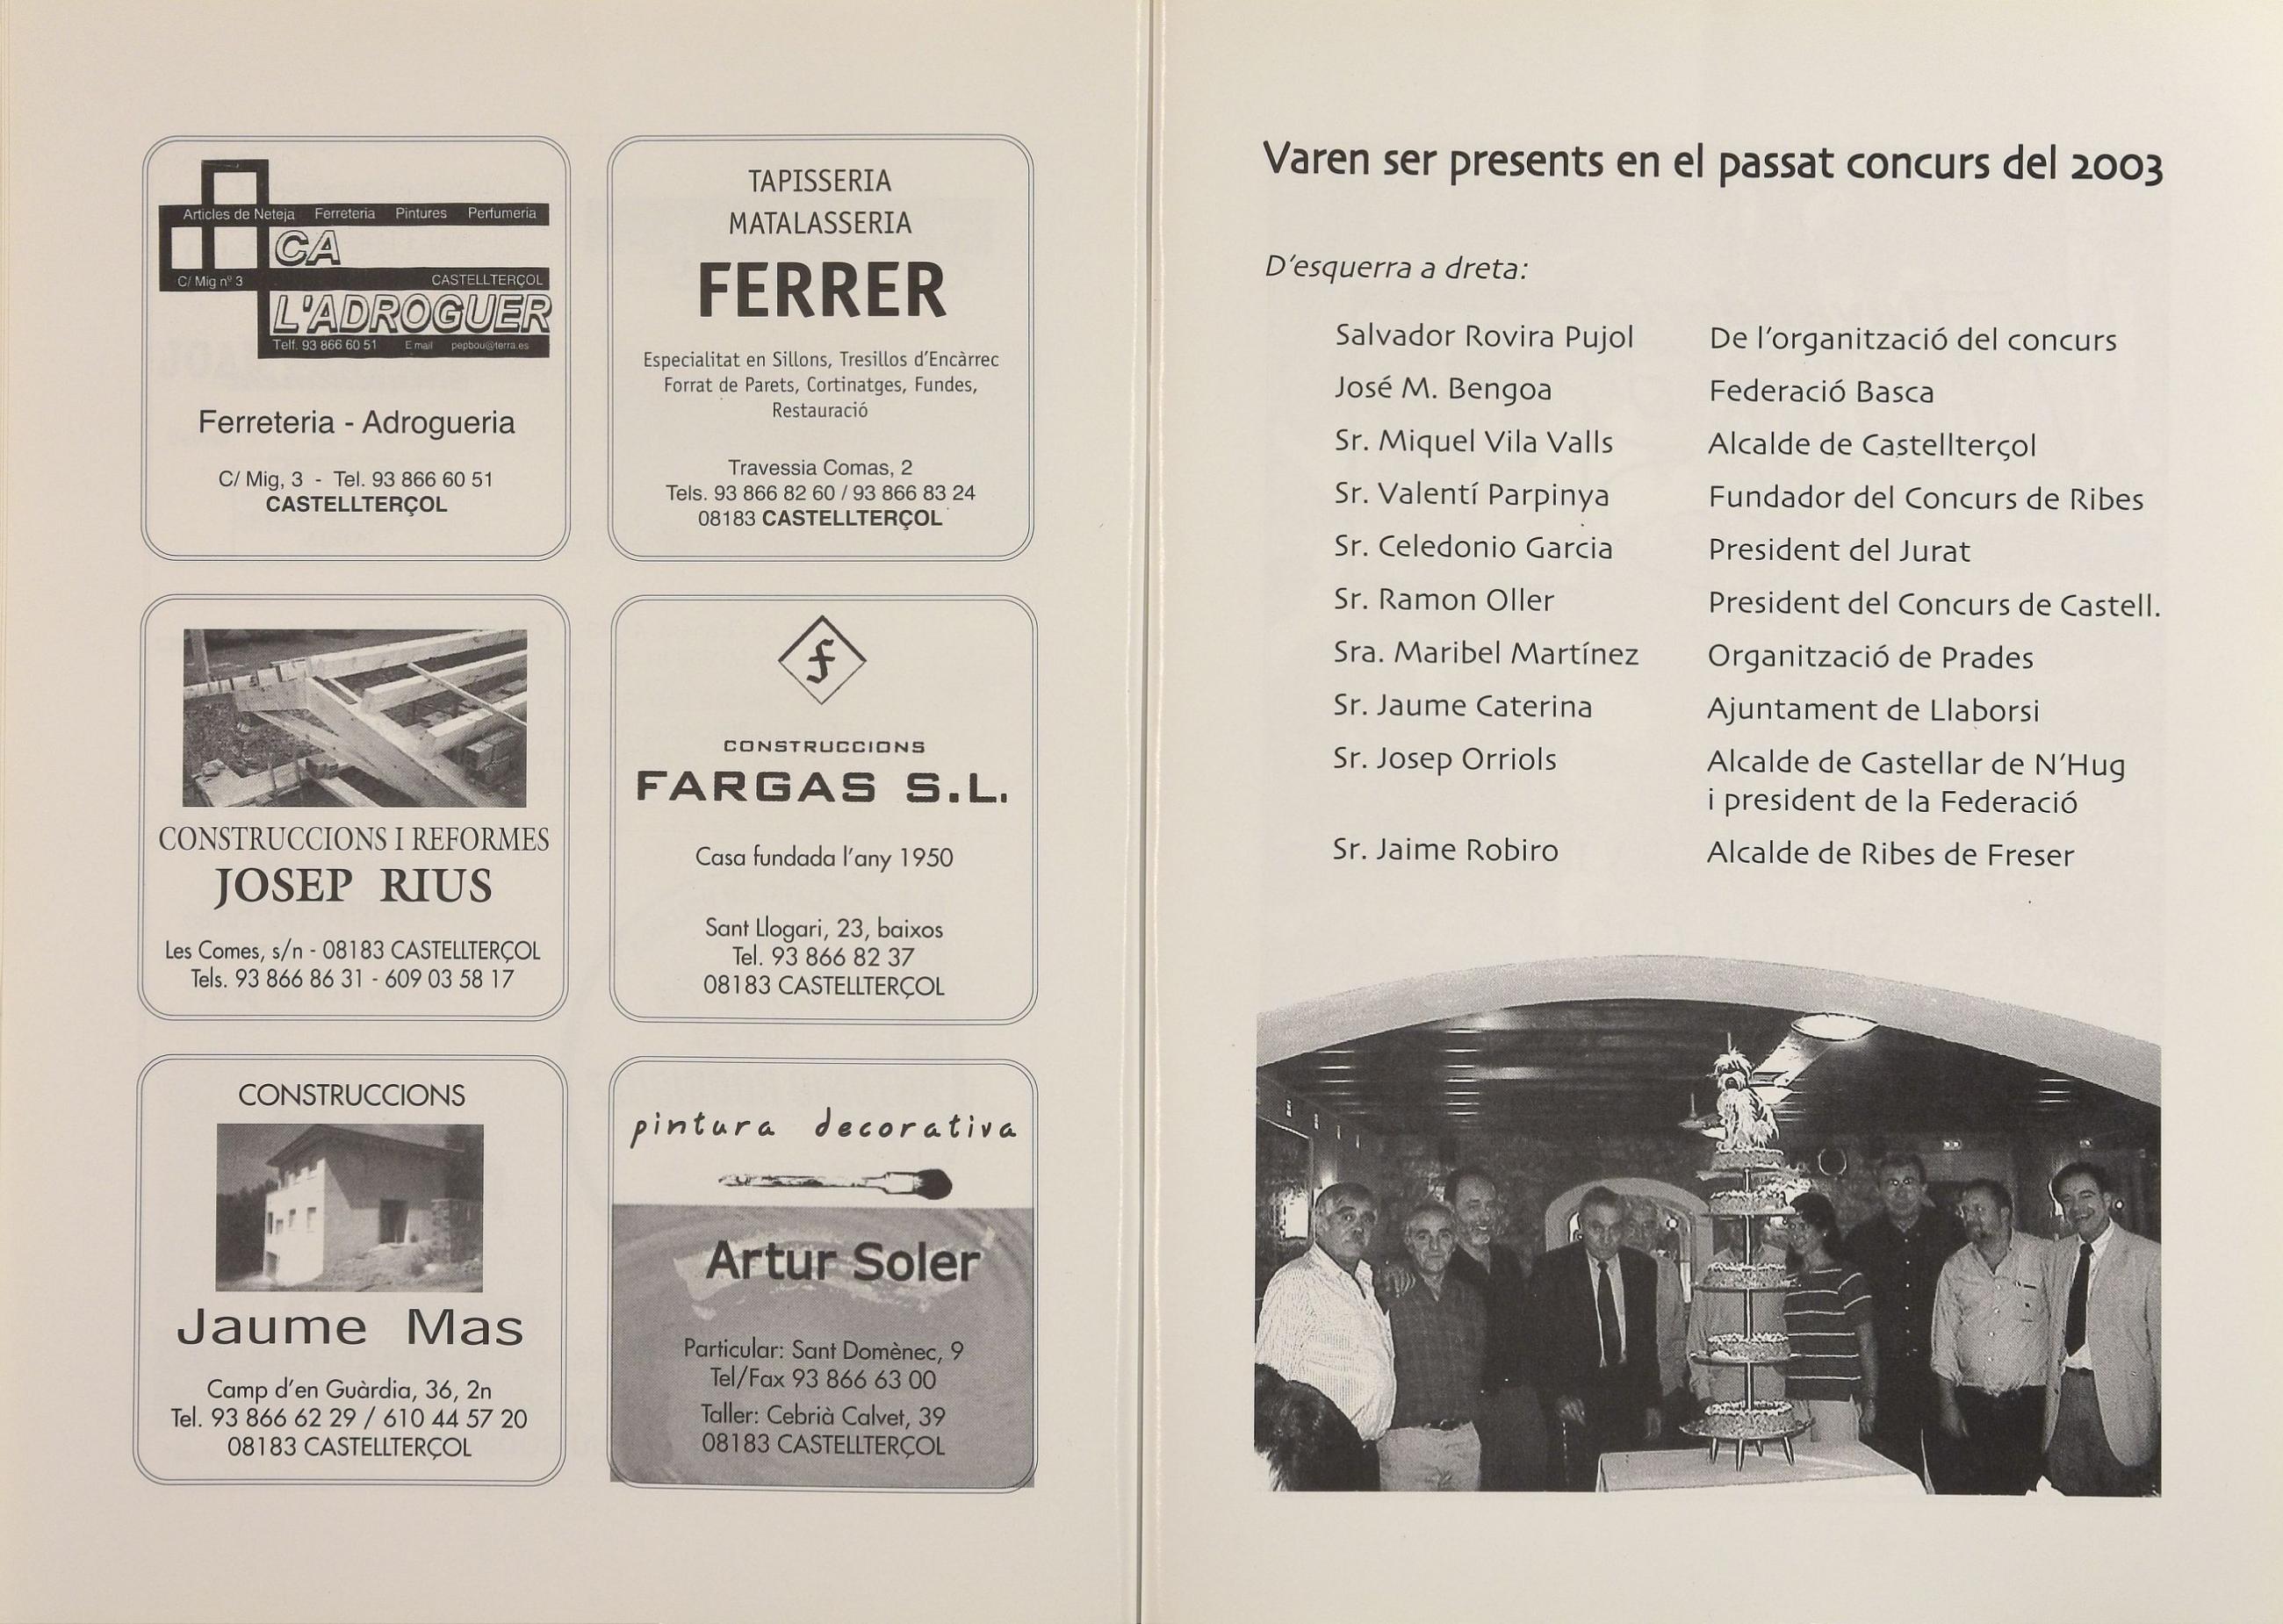 Articles de Neteja Ferreteria Pintures Perfumeria
CA
C/ Mig nº 3 CASTELLTERÇOL
L'ADROGUER
Telf. 93 866 60 51 E mail pepbou@terra.es
Ferreteria - Adrogueria
C/ Mig, 3 - Tel. 93 866 60 51
CASTELLTERÇOL
TAPISSERIA
MATALASSERIA
FERRER
Especialitat en Sillons, Tresillos d'Encàrrec
Forrat de Parets, Cortinatges, Fundes,
Restauració
Travessia Comas, 2
Tels. 93 866 82 60 / 93 866 83 24
08183 CASTELLTERÇOL
CONSTRUCCIONS I REFORMES
JOSEP RIUS
Les Comes, s/n - 08183 CASTELLTERÇOL
Tels. 93 866 86 31 - 609 03 58 17
f
CONSTRUCCIONS
FARGAS S.L.
Casa fundada l'any 1950
Sant Llogari, 23, baixos
Tel. 93 866 82 37
08183 CASTELLTERÇOL
CONSTRUCCIONS
Jaume Mas
Camp d'en Guàrdia, 36, 2n
Tel. 93 866 62 29 / 610 44 57 20
08183 CASTELLTERÇOL
pintura decorativa
Artur Soler
Particular: Sant Domènec, 9
Tel/Fax 93 866 63 00
Taller: Cebrià Calvet, 39
08183 CASTELLTERÇOL
Varen ser presents en el passat concurs del 2003
D'esquerra a dreta:
Salvador Rovira Pujol De l'organització del concurs
José M. Bengoa Federació Basca
Sr. Miquel Vila Valls Alcalde de Castellterçol
Sr. Valentí Parpinya Fundador del Concurs de Ribes
Sr. Celedonio Garcia President del Jurat
Sr. Ramon Oller President del Concurs de Castell.
Sra. Maribel Martínez Organització de Prades
Sr. Jaume Caterina Ajuntament de Llaborsi
Sr. Josep Orriols Alcalde de Castellar de N'Hug
i president de la Federació
Sr. Jaime Robiro Alcalde de Ribes de Freser